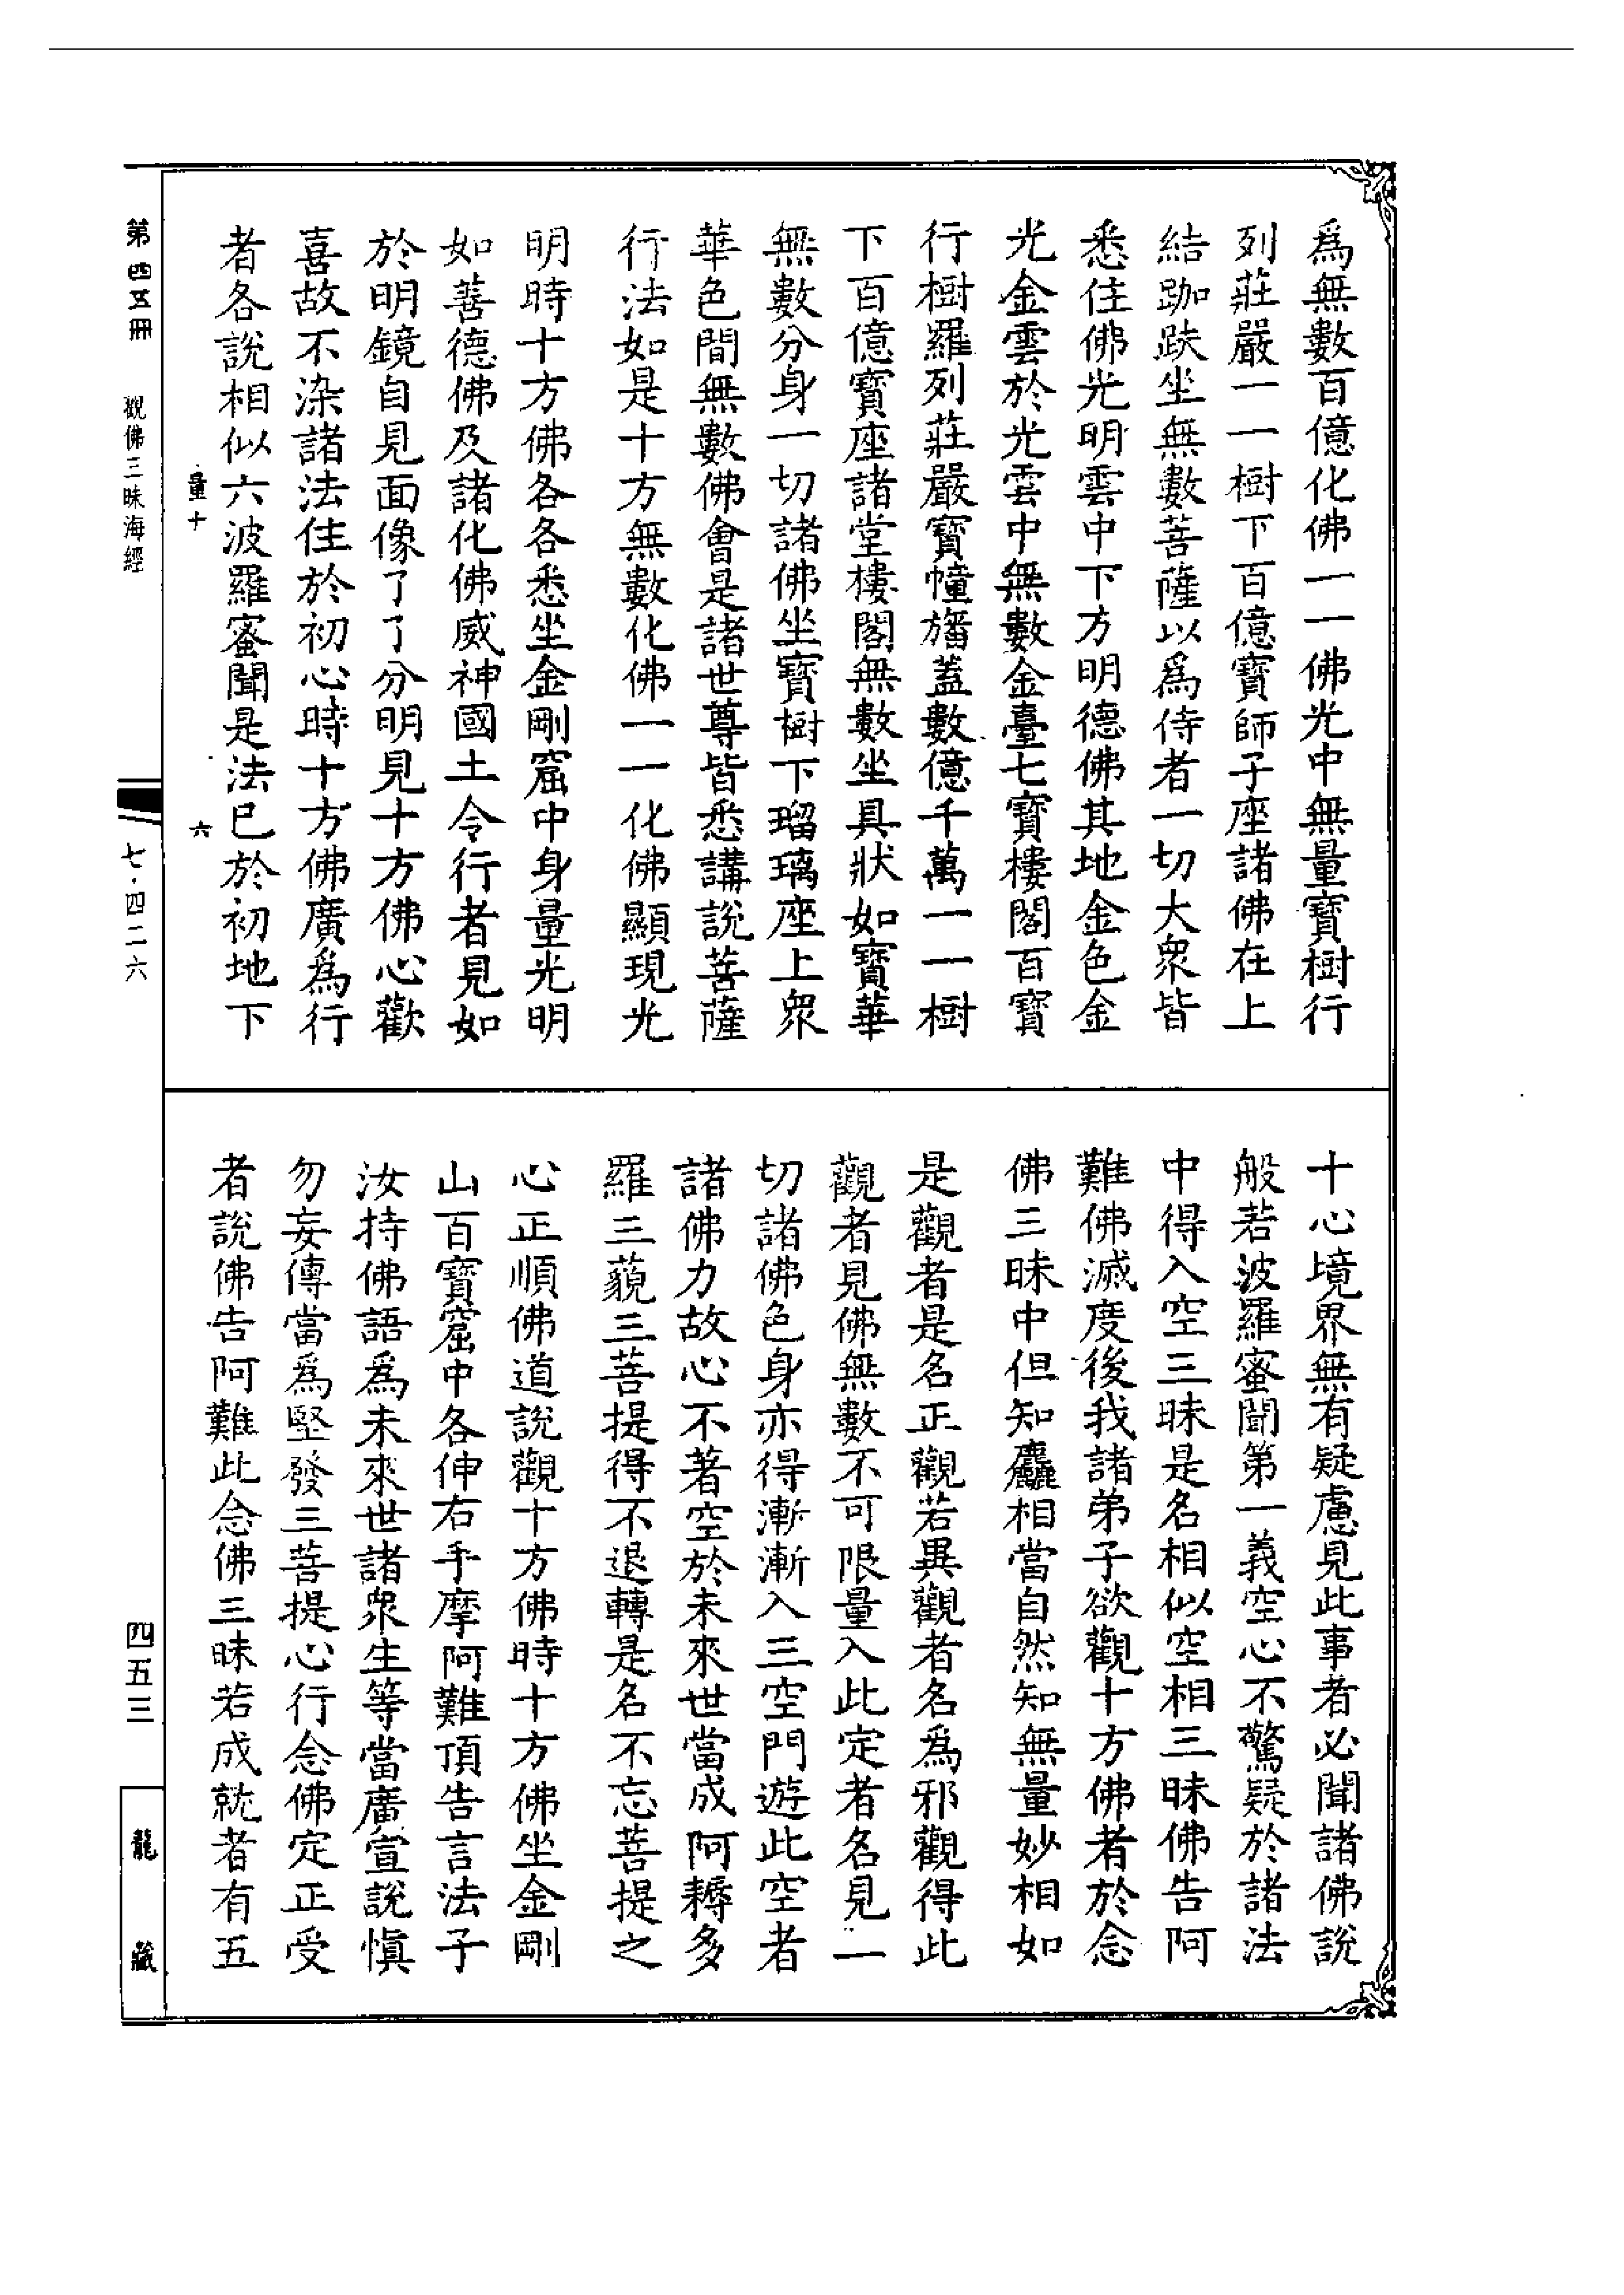 爲無數百億化佛一一佛光中無量寶樹行
列莊嚴一一樹下百億寶師子座諸佛在上
結跏趺坐無數菩薩以爲侍者一切大衆皆
悉住佛光明雲中下方明德佛其地金色金
光金雲於光雲中無數金臺七寶樓閣百寶
行樹羅列莊嚴寶幢旛蓋數億千萬一一樹
下百億寶座諸堂樓閣無數坐具狀如寶華
無數分身一切諸佛坐寶樹下瑠璃座上衆
華色間無數佛會是諸世尊皆悉講說菩薩
行法如是十方無數化佛一一化佛顯現光
明時十方佛各各悉坐金剛窟中身量光明
如善德佛及諸化佛威神國土令行者見如
於明鏡自見面像了了分明見十方佛心歡
喜故不染諸法住於初心時十方佛廣爲行
者各說相似六波羅蜜聞是法已於初地下
十心境界無有疑慮見此事者必聞諸佛說
般若波羅蜜聞第一義空心不驚疑於諸法
中得入空三昧是名相似空相三昧佛告阿
難佛滅度後我諸弟子欲觀十方佛者於念
佛三昧中但知麤相當自然知無量妙相如
是觀者是名正觀若異觀者名爲邪觀得此
觀者見佛無數不可限量入此定者名見一
切諸佛色身亦得漸漸入三空門遊此空者
諸佛力故心不著空於未來世當成阿耨多
羅三藐三菩提得不退轉是名不忘菩提之
心正順佛道說觀十方佛時十方佛坐金剛
山百寶窟中各伸右手摩阿難頂告言法子
汝持佛語爲未來世諸衆生等當廣宣說愼
勿妄傳當爲堅發三菩提心行念佛定正受
者說佛告阿難此念佛三昧若成就者有五
量十
六
第四五冊
觀佛三昧海經
七·四二六
四五三
龍藏